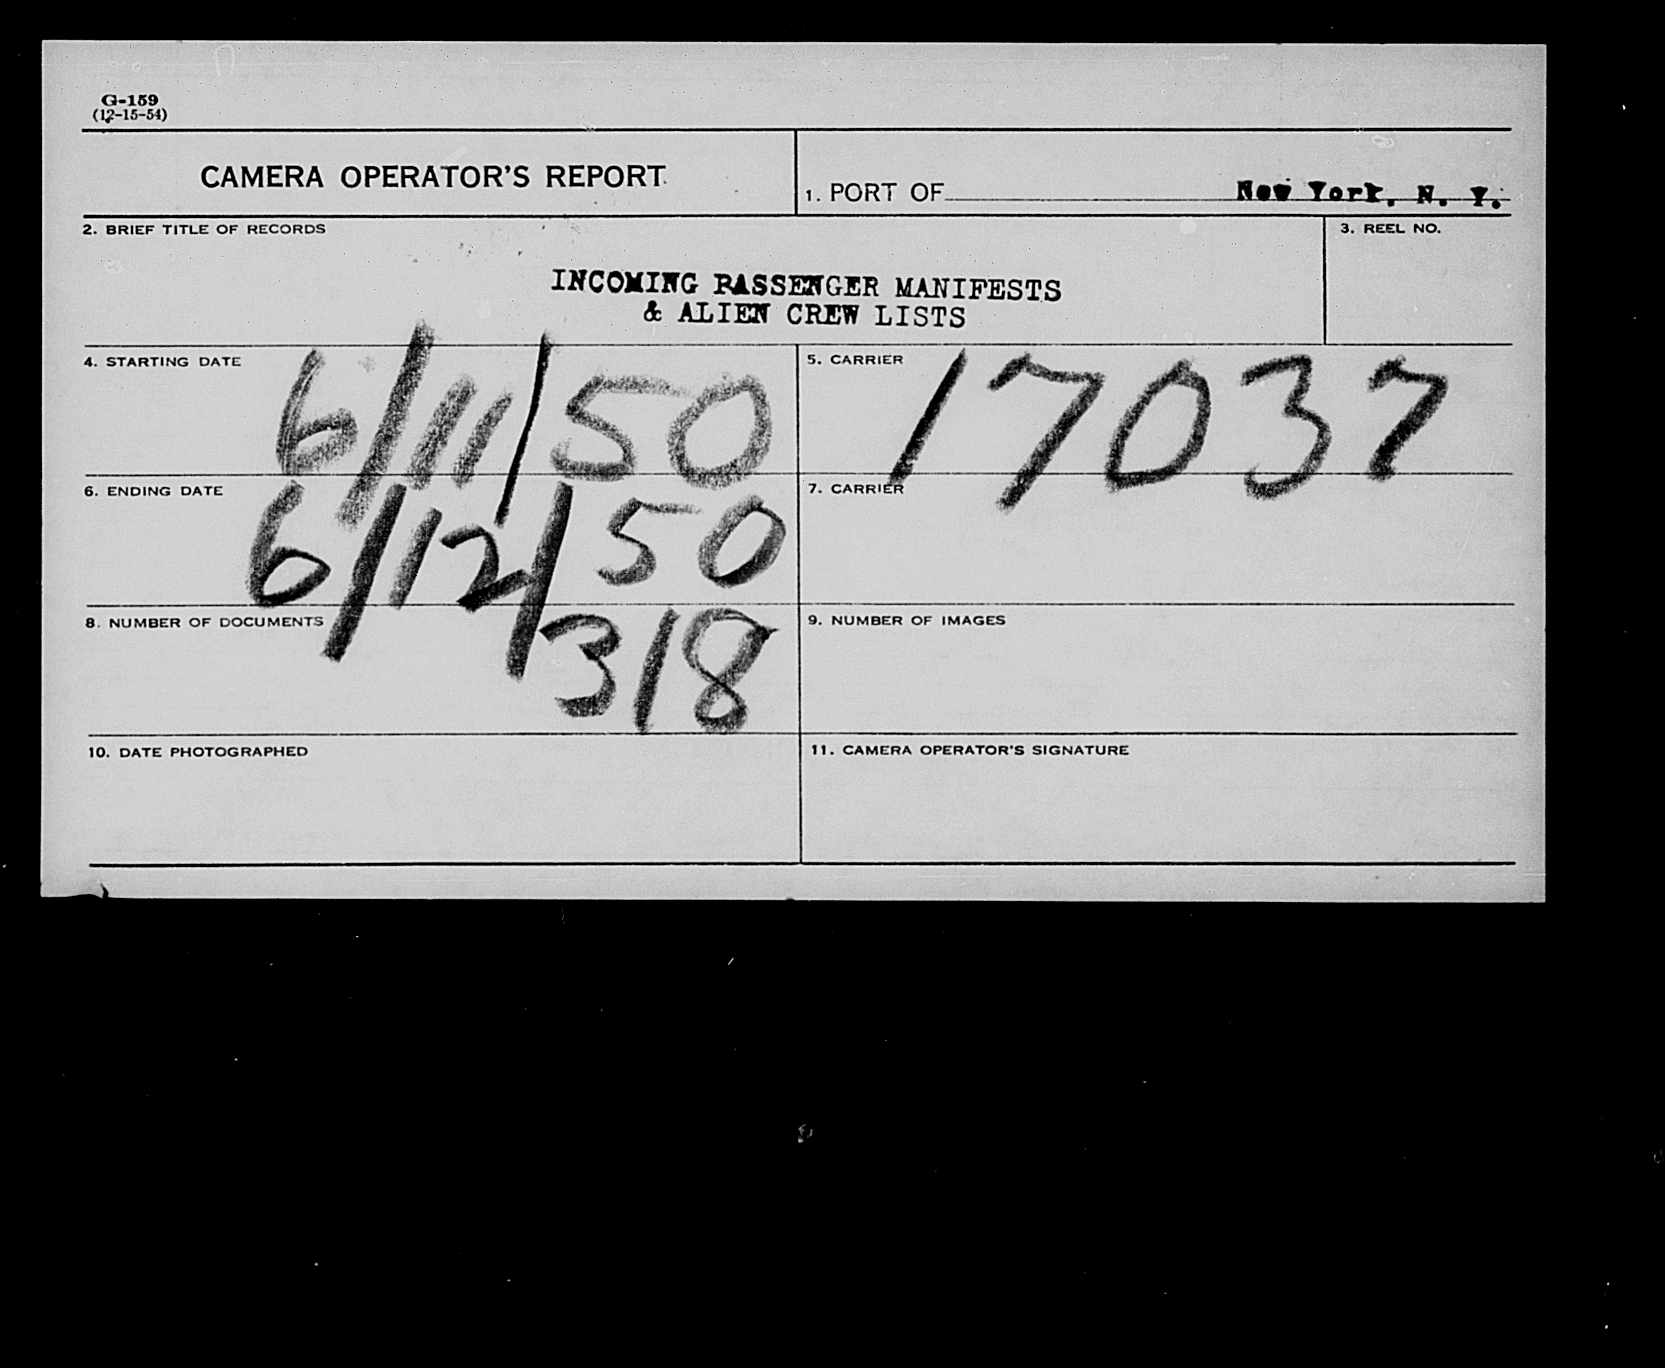 G-159
(12-15-54)
CAMERA OPERATOR'S REPORT
1. PORT OF New York, N. Y.
2. BRIEF TITLE OF RECORDS
3. REEL NO.
INCOMING PASSENGER MANIFESTS
& ALIEN CREW LISTS
4. STARTING DATE
6/11/50
5. CARRIER
17037
6. ENDING DATE
6/12/50
7. CARRIER
8. NUMBER OF DOCUMENTS
318
9. NUMBER OF IMAGES
10. DATE PHOTOGRAPHED
11. CAMERA OPERATOR'S SIGNATURE